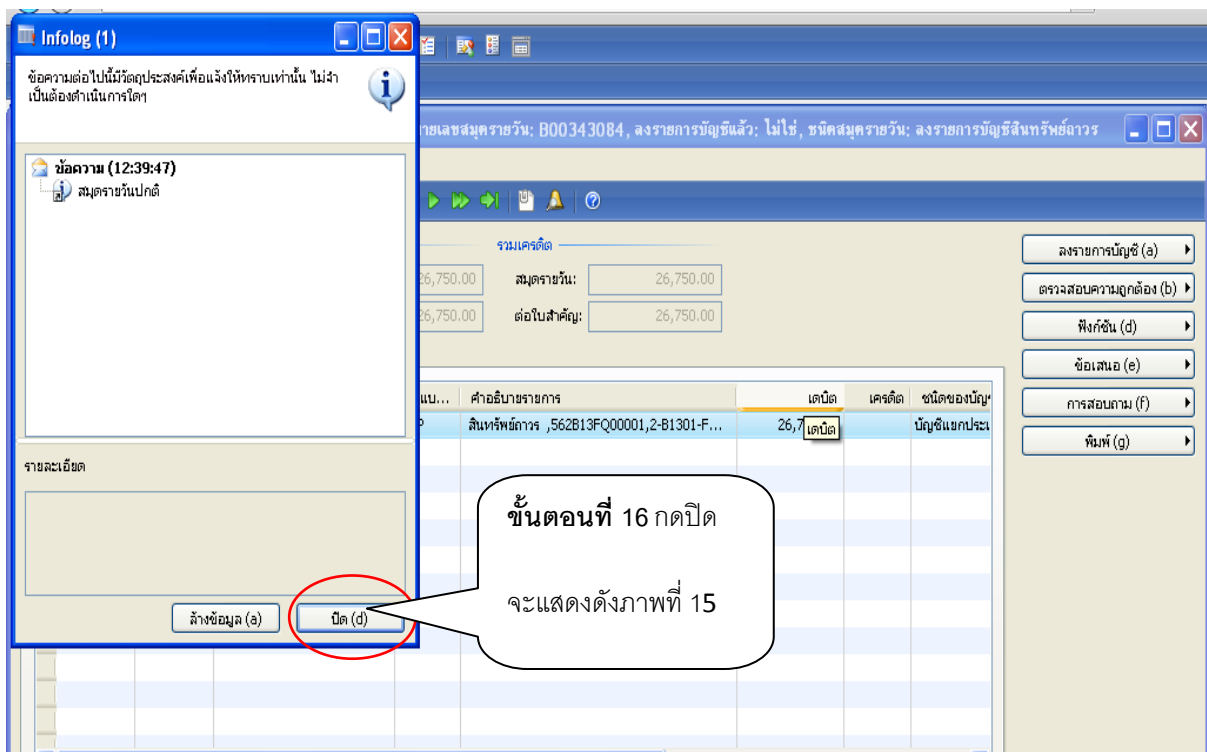 Infolog (1)
ข้อความต่อไปนี้มีวัตถุประสงค์เพื่อแจ้งให้ทราบเท่านั้น ไม่จำ
เป็นต้องดำเนินการใดๆ
ข้อความ (12:39:47)
สมุดรายวันปกติ
รายละเอียด
ล้างข้อมูล (a)
ปิด (d)
ายเลขสมุดรายวัน: B00343084, ลงรายการบัญชีแล้ว: ไม่ใช่, ชนิดสมุดรายวัน: ลงรายการบัญชีสินทรัพย์ถาวร
รวมเครดิต
26,750.00 สมุดรายวัน: 26,750.00
26,750.00 ต่อใบสำคัญ: 26,750.00
แบ... คำอธิบายรายการ เดบิต เครดิต ชนิดของบัญ
สินทรัพย์ถาวร ,562B13FQ00001,2-B1301-F... 26,7 เดบิต บัญชีแยกประเ
ลงรายการบัญชี (a)
ตรวจสอบความถูกต้อง (b)
ฟังก์ชัน (d)
ข้อเสนอ (e)
การสอบถาม (f)
พิมพ์ (g)
ขั้นตอนที่ 16 กดปิด
จะแสดงดังภาพที่ 15